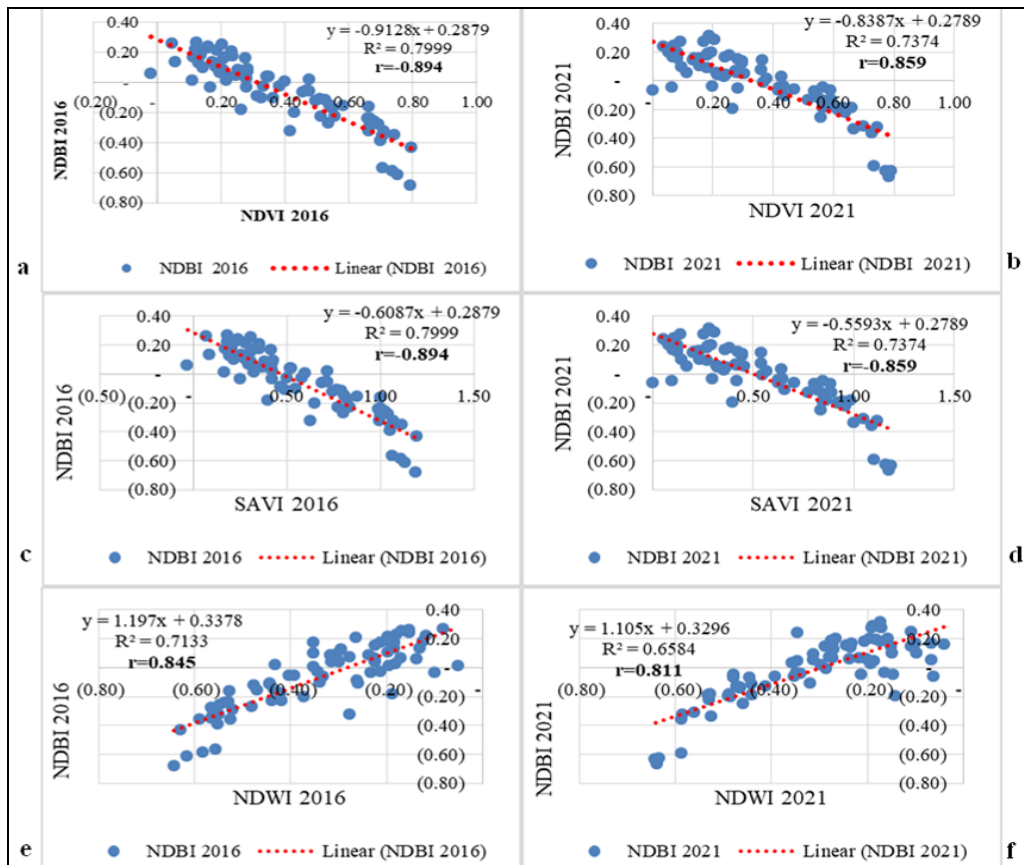 0.40
0.20
-
(0.20)
(0.40)
(0.60)
(0.80)
(0.20) - 0.20 0.40 0.60 0.80 1.00
NDBI 2016
NDVI 2016
y = -0.9128x + 0.2879
R² = 0.7999
r=-0.894
NDBI 2016 Linear (NDBI 2016)
a
0.40
0.20
-
(0.20)
(0.40)
(0.60)
(0.80)
- 0.20 0.40 0.60 0.80 1.00
NDBI 2021
NDVI 2021
y = -0.8387x + 0.2789
R² = 0.7374
r=0.859
NDBI 2021 Linear (NDBI 2021)
b
0.40
0.20
-
(0.20)
(0.40)
(0.60)
(0.80)
(0.50) - 0.50 1.00 1.50
NDBI 2016
SAVI 2016
y = -0.6087x + 0.2879
R² = 0.7999
r=-0.894
NDBI 2016 Linear (NDBI 2016)
c
0.40
0.20
-
(0.20)
(0.40)
(0.60)
(0.80)
- 0.50 1.00 1.50
NDBI 2021
SAVI 2021
y = -0.5593x + 0.2789
R² = 0.7374
r=-0.859
NDBI 2021 Linear (NDBI 2021)
d
y = 1.197x + 0.3378
R² = 0.7133
r=0.845
0.40
0.20
-
(0.20)
(0.40)
(0.60)
(0.80)
(0.80) (0.60) (0.40) (0.20) -
NDBI 2016
NDWI 2016
NDBI 2016 Linear (NDBI 2016)
e
y = 1.105x + 0.3296
R² = 0.6584
r=0.811
0.40
0.20
-
(0.20)
(0.40)
(0.60)
(0.80)
(0.80) (0.60) (0.40) (0.20) -
NDBI 2021
NDWI 2021
NDBI 2021 Linear (NDBI 2021)
f